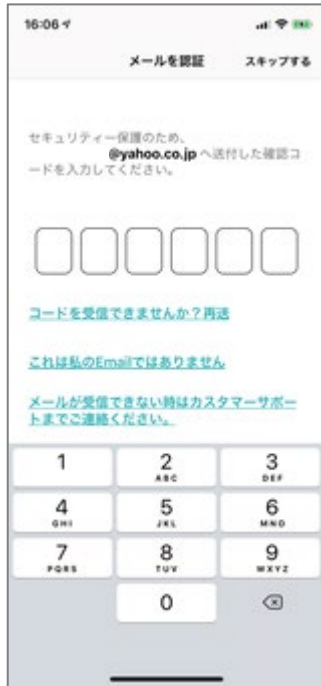 16:06
メールを認証 スキップする
セキュリティー保護のため、
@yahoo.co.jp へ送付した確認コ
ードを入力してください。
コードを受信できませんか？再送
これは私のEmailではありません
メールが受信できない時はカスタマーサポー
トまでご連絡ください。
1 2 3
ABC DEF
4 5 6
GHI JKL MNO
7 8 9
PQRS TUV WXYZ
0